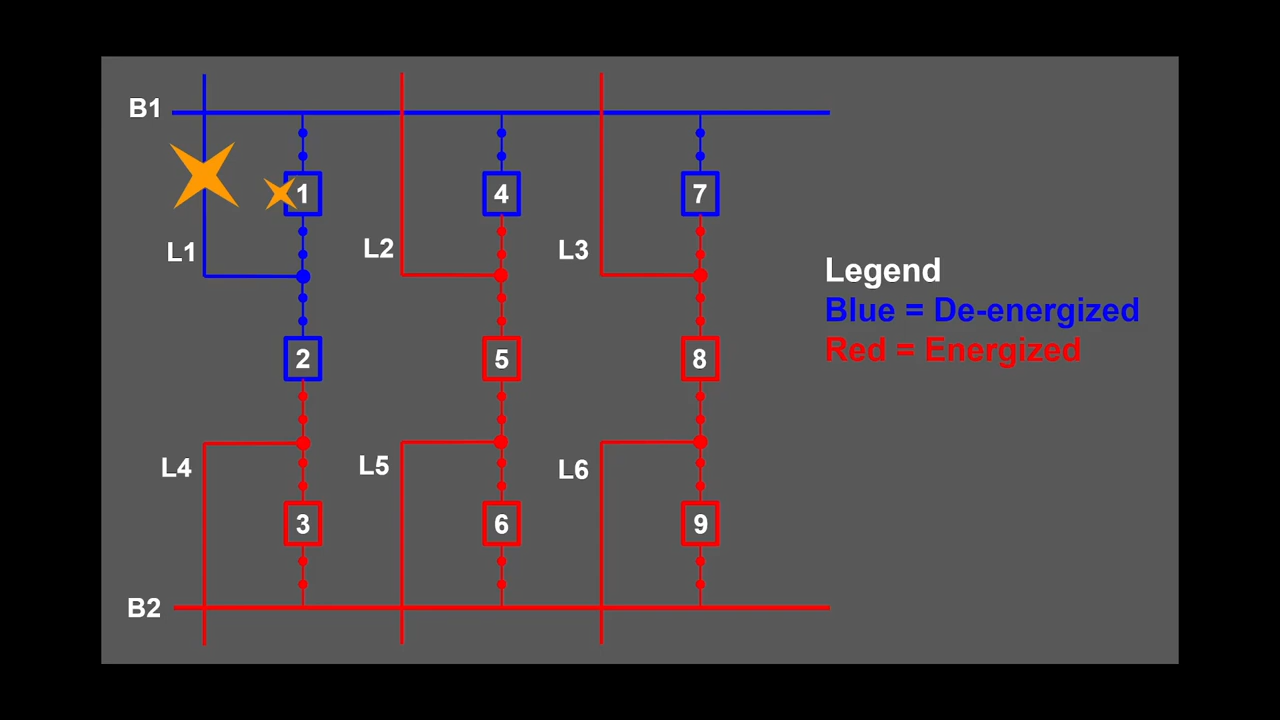 B1
1
4
7
L1
L2
L3
Legend
Blue = De-energized
Red = Energized
2
5
8
L4
L5
L6
3
6
9
B2